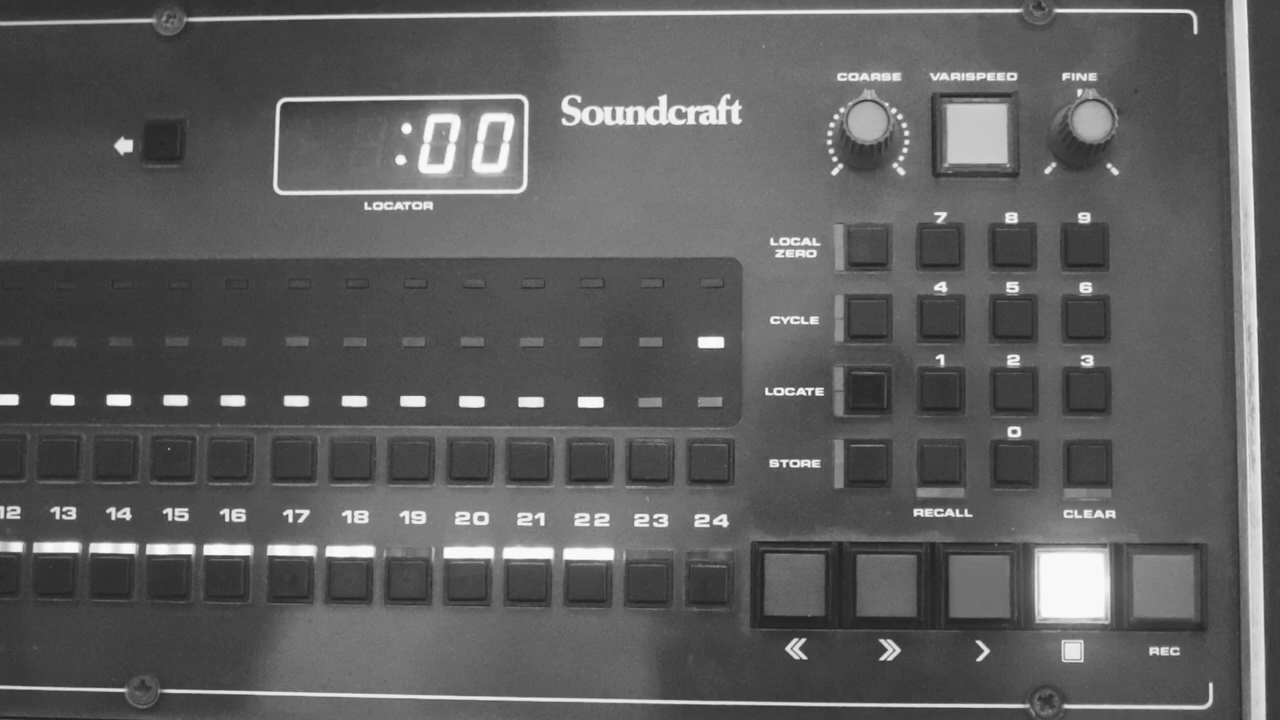 COARSE VARISPEED FINE
Soundcraft
:00
LOCATOR
LOCAL
ZERO
7 8 9
CYCLE
4 5 6
LOCATE
1 2 3
STORE
0
RECALL CLEAR
12 13 14 15 16 17 18 19 20 21 22 23 24
REC